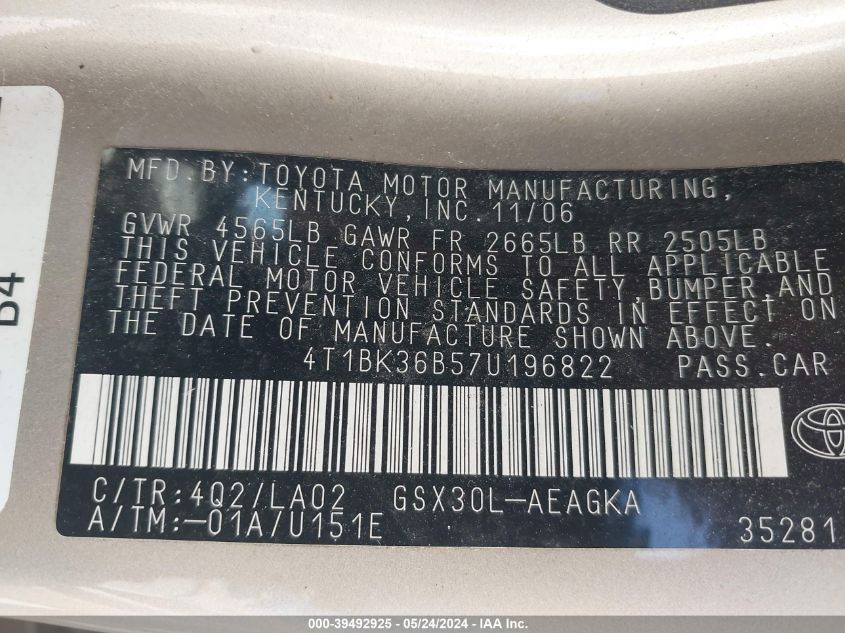 MFD.BY:TOYOTA MOTOR MANUFACTURING,
KENTUCKY,INC.11/06
GVWR 4565LB GAWR FR 2665LB RR 2505LB
THIS VEHICLE CONFORMS TO ALL APPLICABLE
FEDERAL MOTOR VEHICLE SAFETY,BUMPER,AND
THEFT PREVENTION STANDARDS IN EFFECT ON
THE DATE OF MANUFACTURE SHOWN ABOVE.
4T1BK36B57U196822 PASS.CAR
C/TR:4Q2/LA02 GSX30L-AEAGKA
A/TM:-01A/U151E 35281
B4
000-39492925 - 05/24/2024 - IAA Inc.